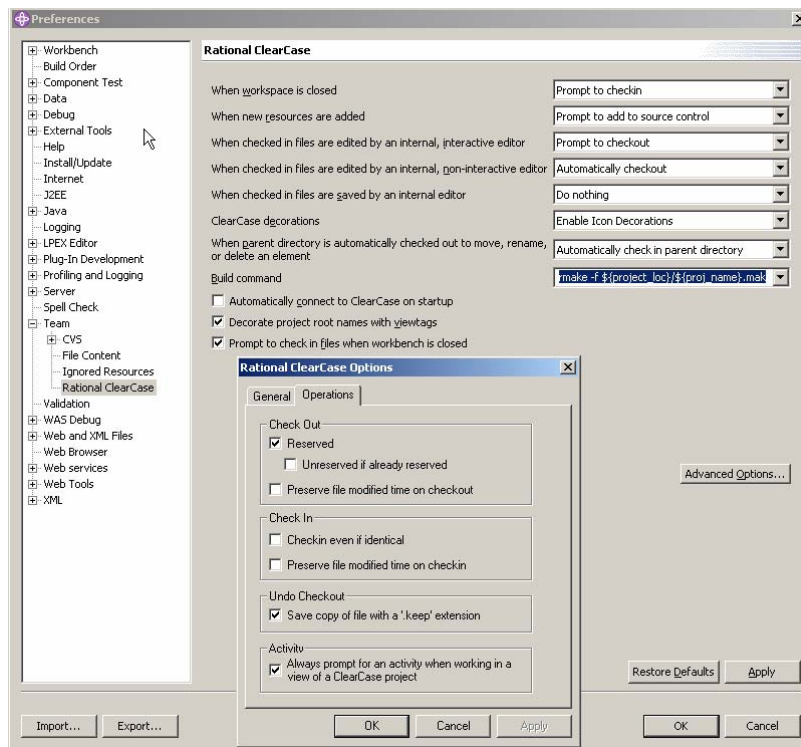 Preferences
Workbench
Build Order
Component Test
Data
Debug
External Tools
Help
Install/Update
Internet
J2EE
Java
Logging
LPEX Editor
Plug-In Development
Profiling and Logging
Server
Spell Check
Team
CVS
File Content
Ignored Resources
Rational ClearCase
Validation
WAS Debug
Web and XML Files
Web Browser
Web services
Web Tools
XML
Rational ClearCase
When workspace is closed Prompt to checkin
When new resources are added Prompt to add to source control
When checked in files are edited by an internal, interactive editor Prompt to checkout
When checked in files are edited by an internal, non-interactive editor Automatically checkout
When checked in files are saved by an internal editor Do nothing
ClearCase decorations Enable Icon Decorations
When parent directory is automatically checked out to move, rename,
or delete an element Automatically check in parent directory
Build command rmake -f ${project_loc}/${proj_name}.mak
Automatically connect to ClearCase on startup
Decorate project root names with viewtags
Prompt to check in files when workbench is closed
Rational ClearCase Options
General Operations
Check Out
Reserved
Unreserved if already reserved
Preserve file modified time on checkout
Check In
Checkin even if identical
Preserve file modified time on checkin
Undo Checkout
Save copy of file with a '.keep' extension
Activity
Always prompt for an activity when working in a
view of a ClearCase project
OK Cancel Apply
Advanced Options...
Restore Defaults Apply
Import... Export... OK Cancel